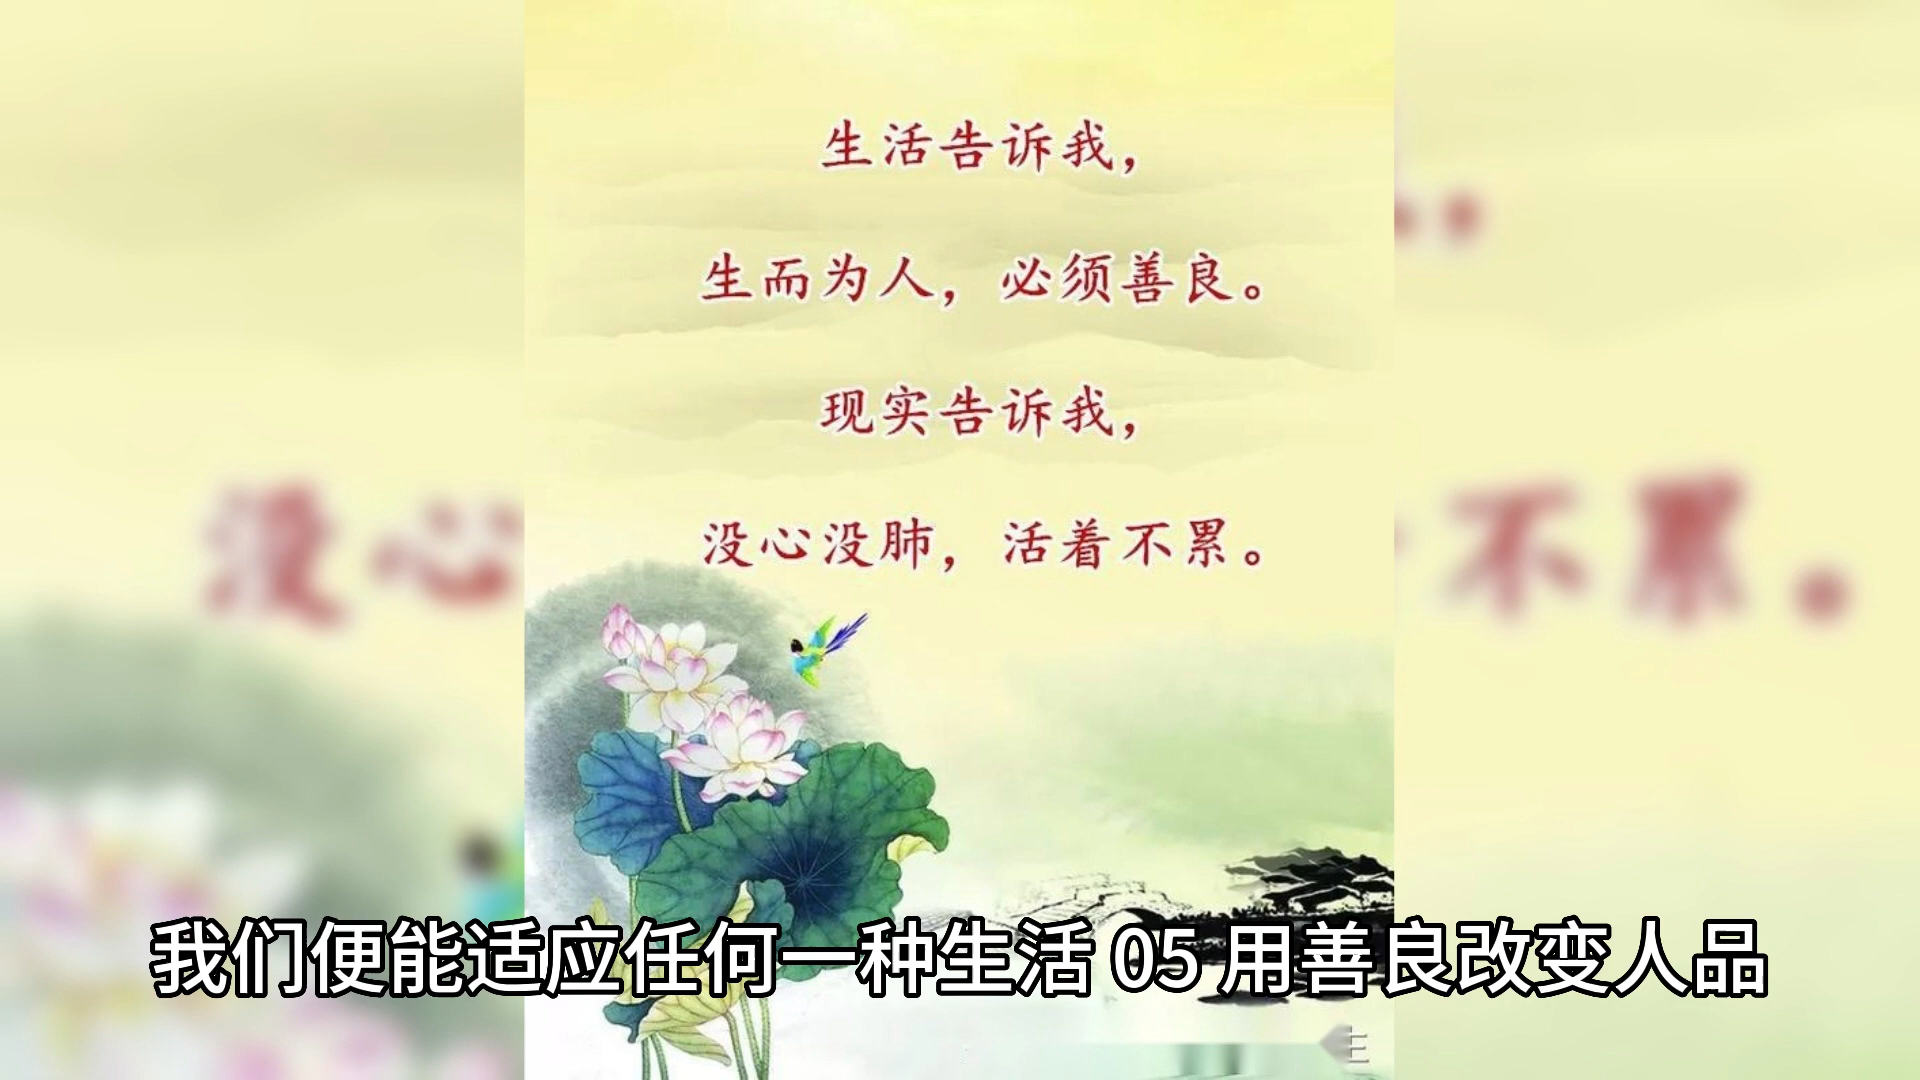 生活告诉我，
生而为人，必须善良。
现实告诉我，
没心没肺，活着不累。
我们便能适应任何一种生活 05 用善良改变人品